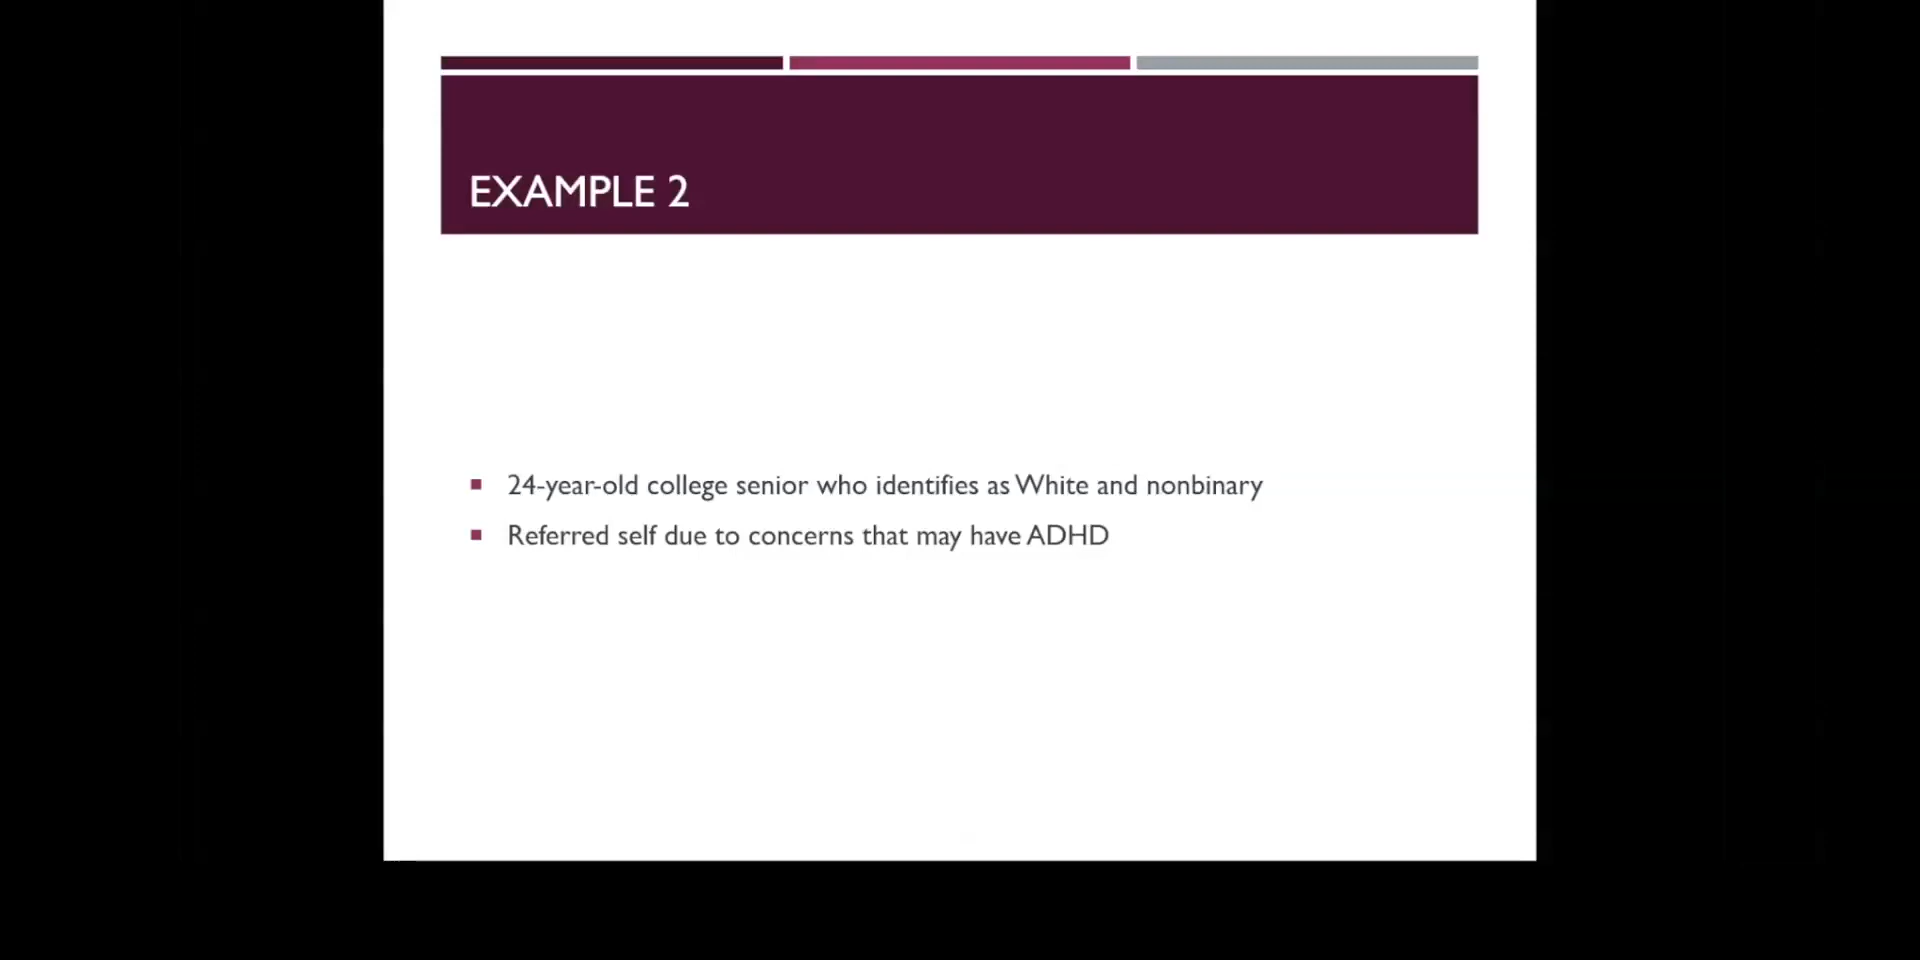 EXAMPLE 2
24-year-old college senior who identifies as White and nonbinary
Referred self due to concerns that may have ADHD